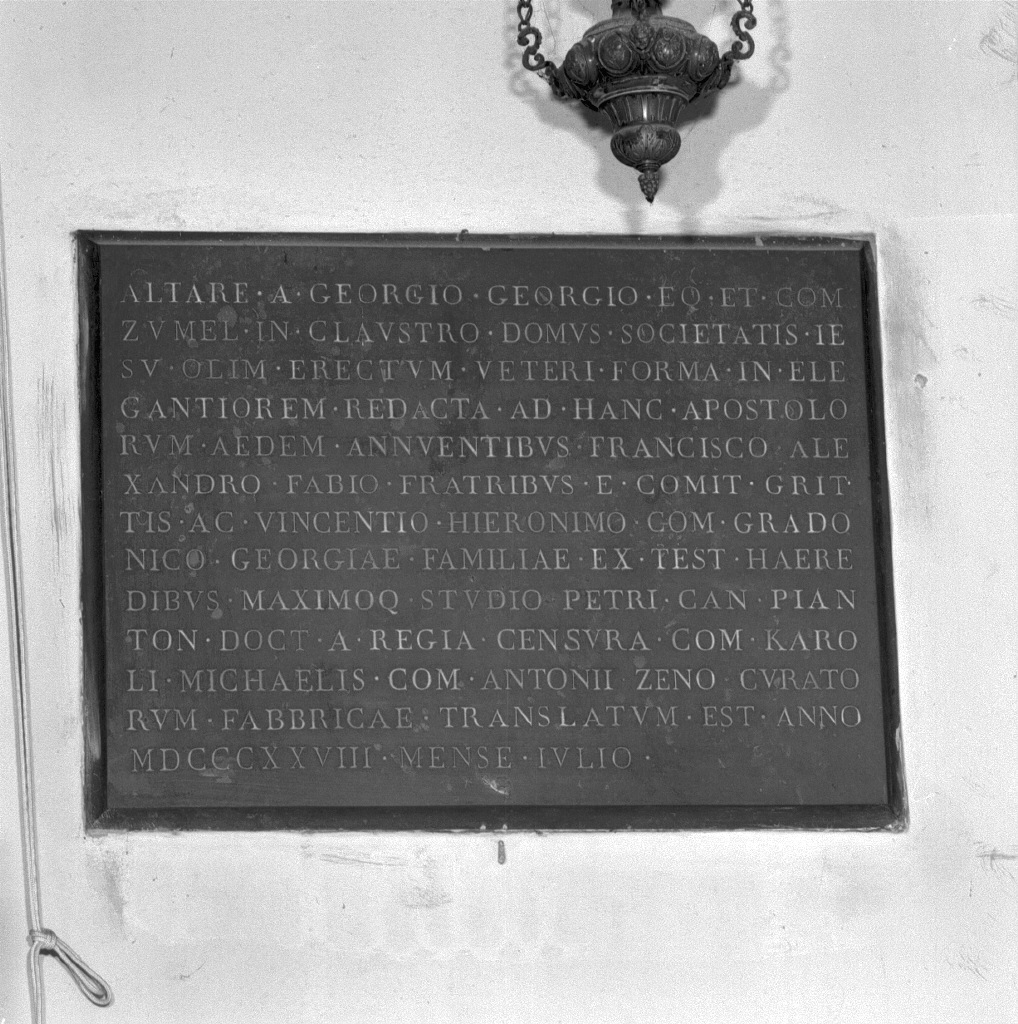 ALTARE·A·GEORGIO·GEORGIO·EQ·ET·COM
ZVMEL·IN·CLAVSTRO·DOMVS·SOCIETATIS·IE
SV·OLIM·ERECTVM·VETERI·FORMA·IN·ELE
GANTIOREM·REDACTA·AD·HANC·APOSTOLO
RVM·AEDEM·ANNVENTIBVS·FRANCISCO·ALE
XANDRO·FABIO·FRATRIBVS·E·COMIT·GRIT
TIS·AC·VINCENTIO·HIERONIMO·COM·GRADO
NICO·GEORGIAE·FAMILIAE·EX·TEST·HAERE
DIBVS·MAXIMOQ·STVDIO·PETRI·CAN·PIAN
TON·DOCT·A·REGIA·CENSVRA·COM·KARO
LI·MICHAELIS·COM·ANTONII·ZENO·CVRATO
RVM·FABBRICAE·TRANSLATVM·EST·ANNO
MDCCCXXVIII·MENSE·IVLIO·